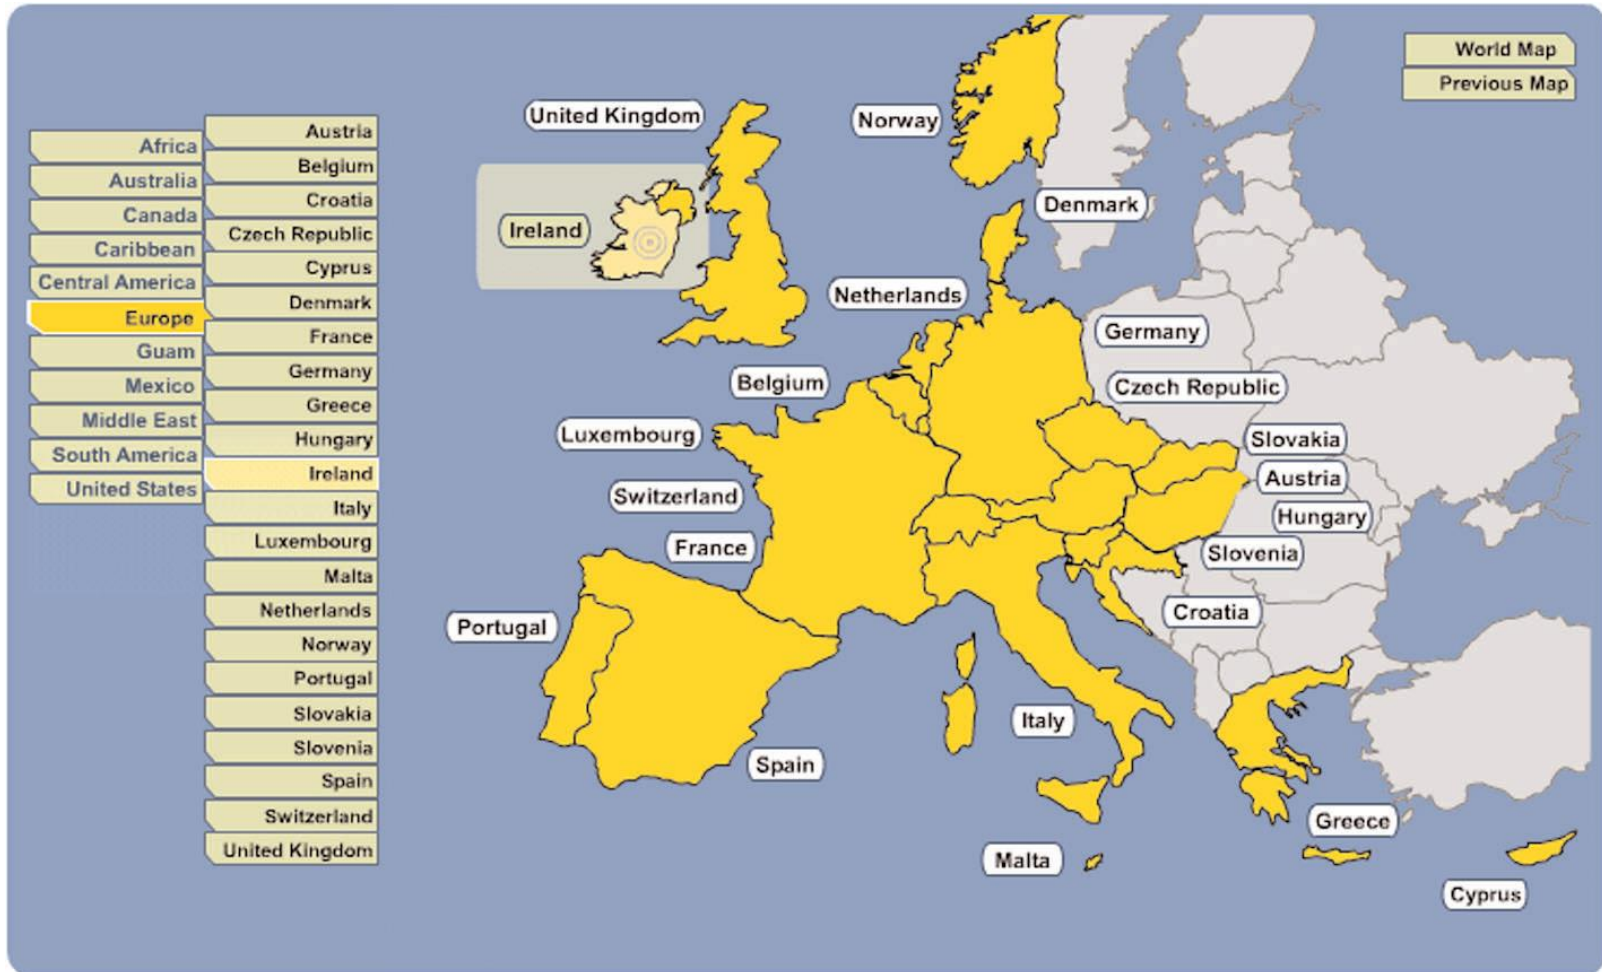 World Map
Previous Map
Africa
Australia
Canada
Caribbean
Central America
Europe
Guam
Mexico
Middle East
South America
United States
Austria
Belgium
Croatia
Czech Republic
Cyprus
Denmark
France
Germany
Greece
Hungary
Ireland
Italy
Luxembourg
Malta
Netherlands
Norway
Portugal
Slovakia
Slovenia
Spain
Switzerland
United Kingdom
United Kingdom
Norway
Denmark
Ireland
Netherlands
Germany
Belgium
Czech Republic
Luxembourg
Slovakia
Austria
Switzerland
Hungary
France
Slovenia
Croatia
Portugal
Italy
Spain
Greece
Malta
Cyprus